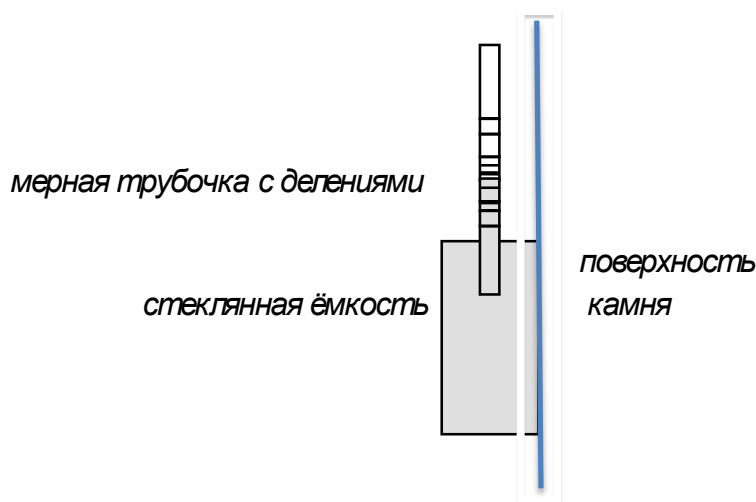 мерная трубочка с делениями
поверхность
стеклянная ёмкость
камня